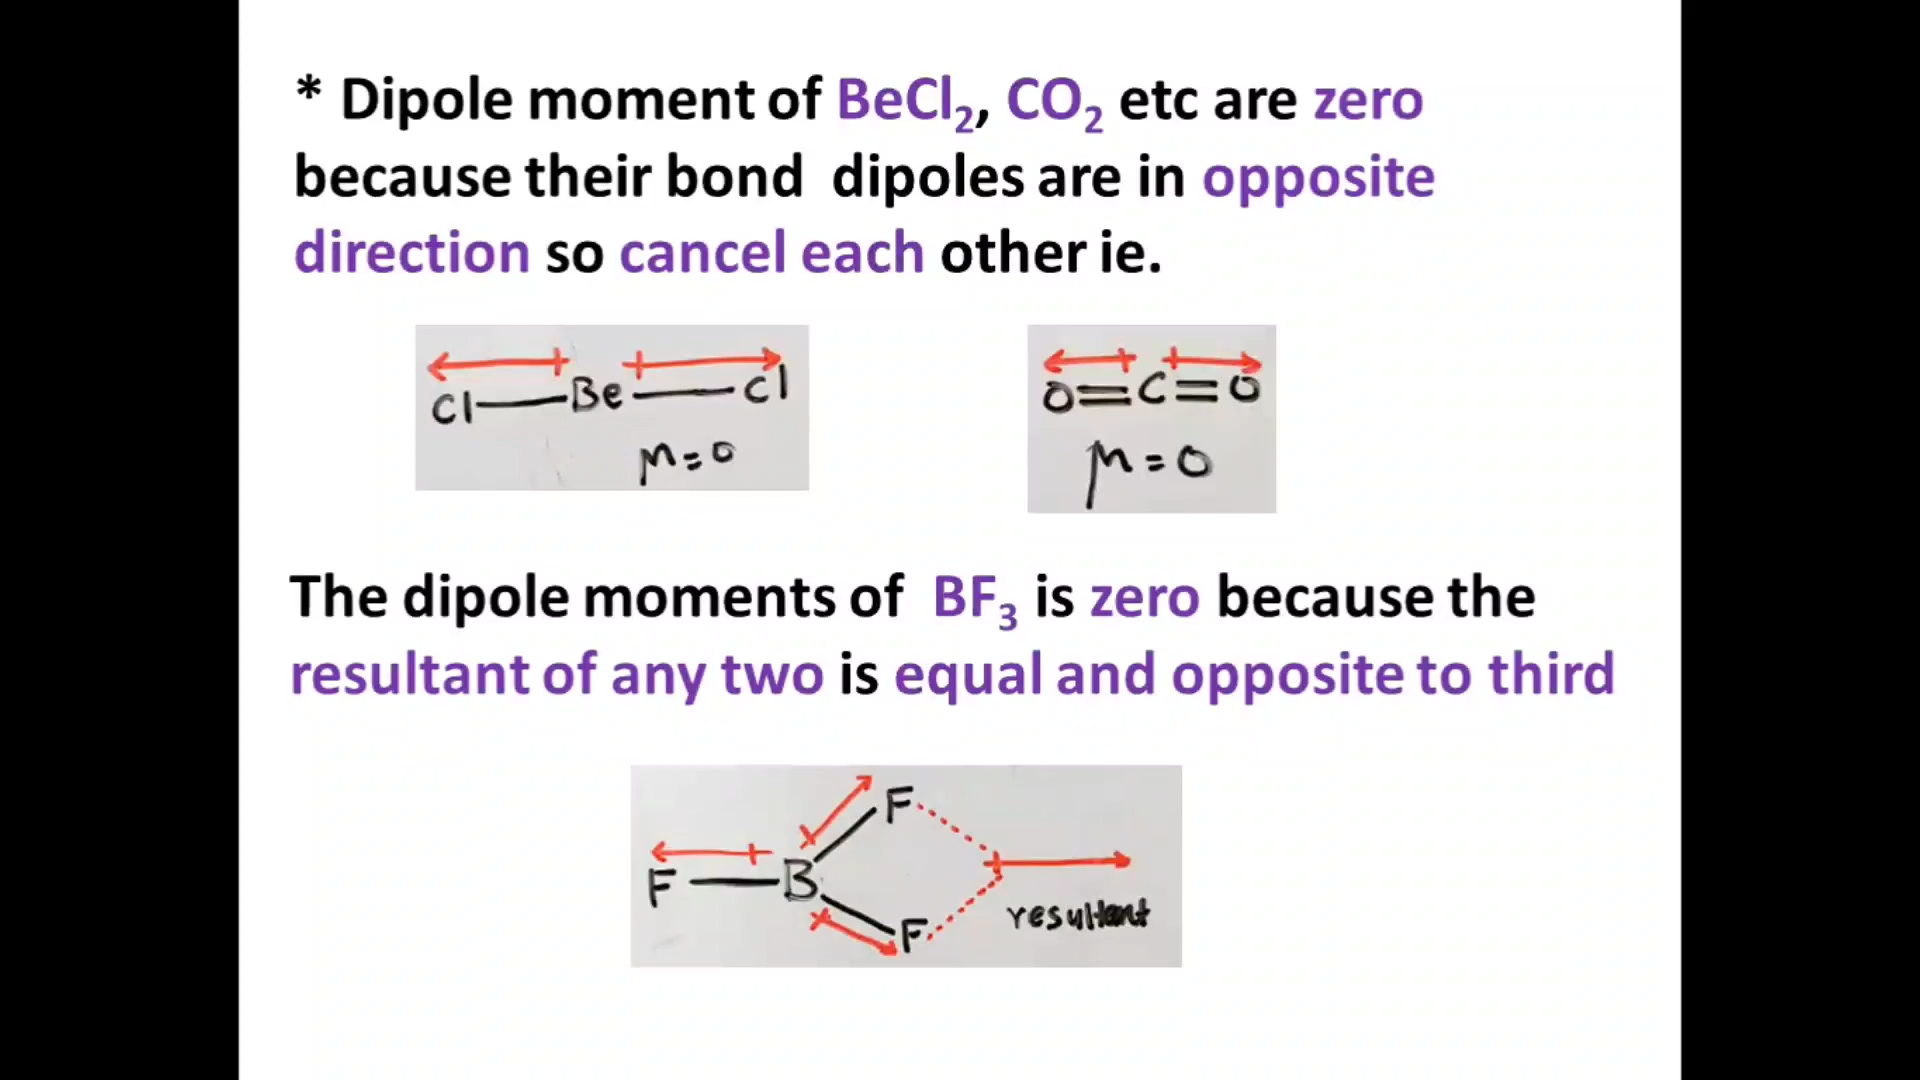 * Dipole moment of BeCl₂, CO₂ etc are zero
because their bond dipoles are in opposite
direction so cancel each other ie.
Cl—Be—Cl
μ=0
O=C=O
μ=0
The dipole moments of BF₃ is zero because the
resultant of any two is equal and opposite to third
F
F—B
F
resultant